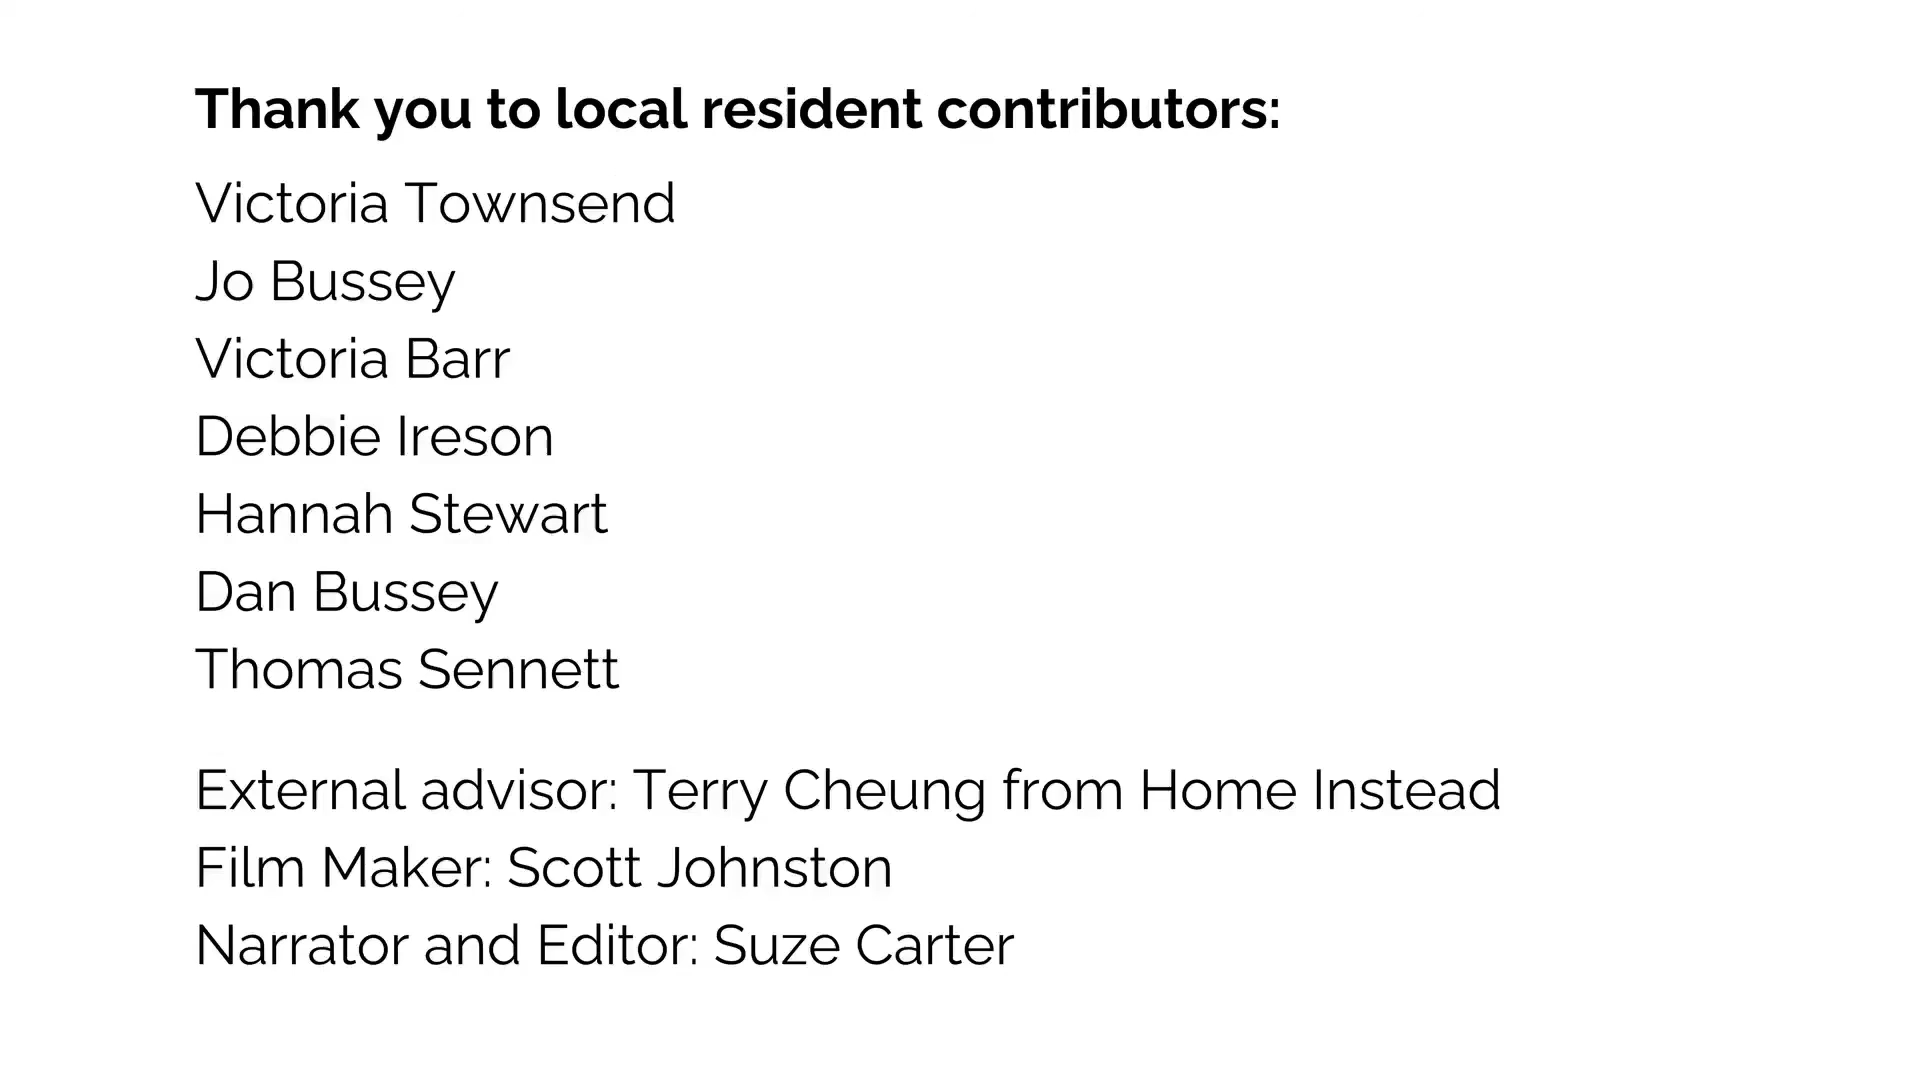 Thank you to local resident contributors:
Victoria Townsend
Jo Bussey
Victoria Barr
Debbie Ireson
Hannah Stewart
Dan Bussey
Thomas Sennett
External advisor: Terry Cheung from Home Instead
Film Maker: Scott Johnston
Narrator and Editor: Suze Carter